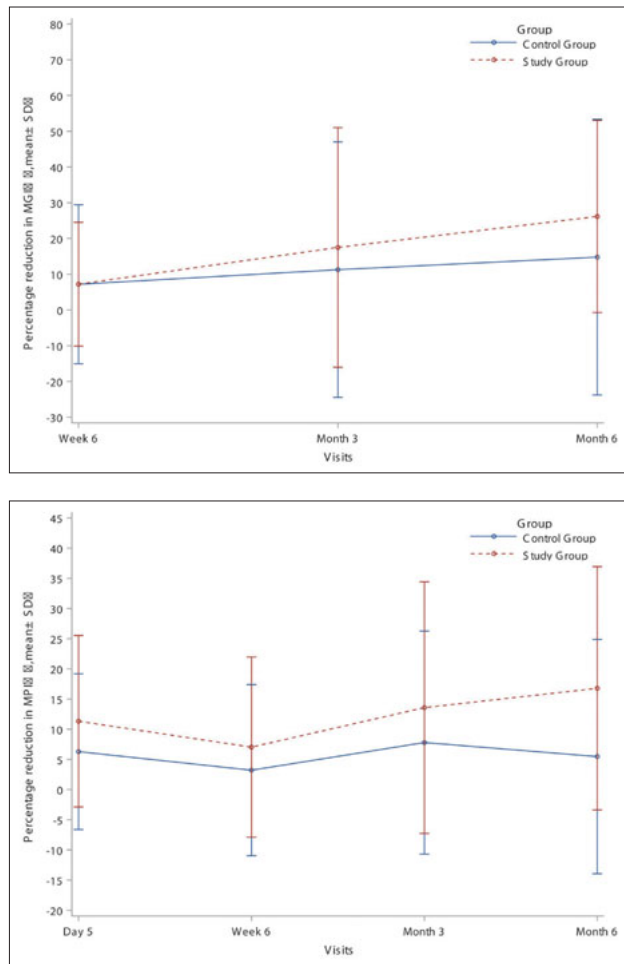 80
70
60
50
40
30
20
10
0
-10
-20
-30
Percentage reduction in MGI ,mean± SD
Group
Control Group
Study Group
Week 6
Month 3
Month 6
Visits
45
40
35
30
25
20
15
10
5
0
-5
-10
-15
-20
Percentage reduction in MPI ,mean± SD
Group
Control Group
Study Group
Day 5
Week 6
Month 3
Month 6
Visits